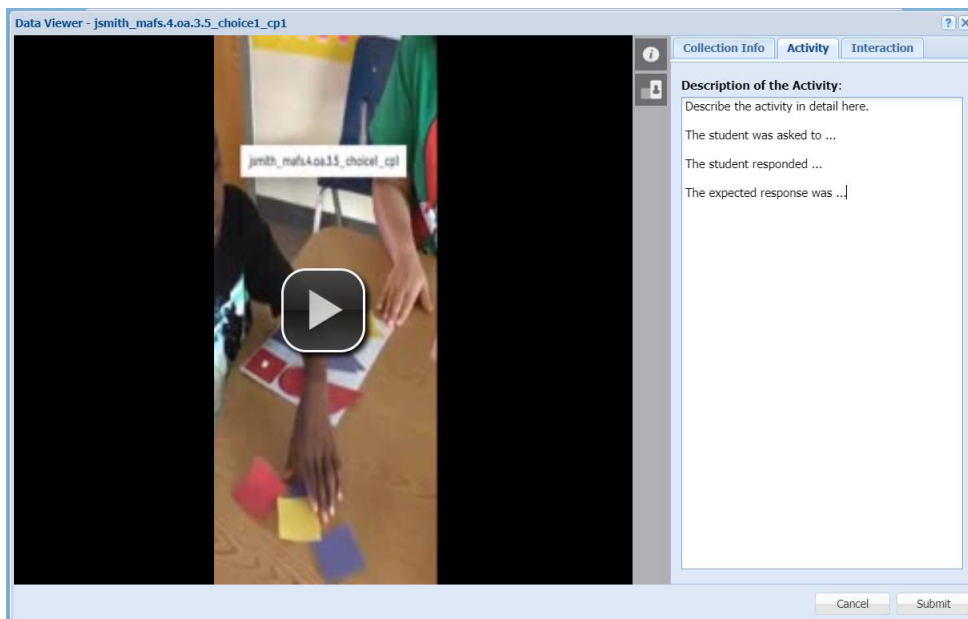 Data Viewer - jsmith_mafs.4.oa.3.5_choice1_cp1
? X
Collection Info Activity Interaction
Description of the Activity:
Describe the activity in detail here.
The student was asked to ...
The student responded ...
The expected response was ...
jsmith_mafs.4.oa.3.5_choice1_cp1
i
Cancel Submit